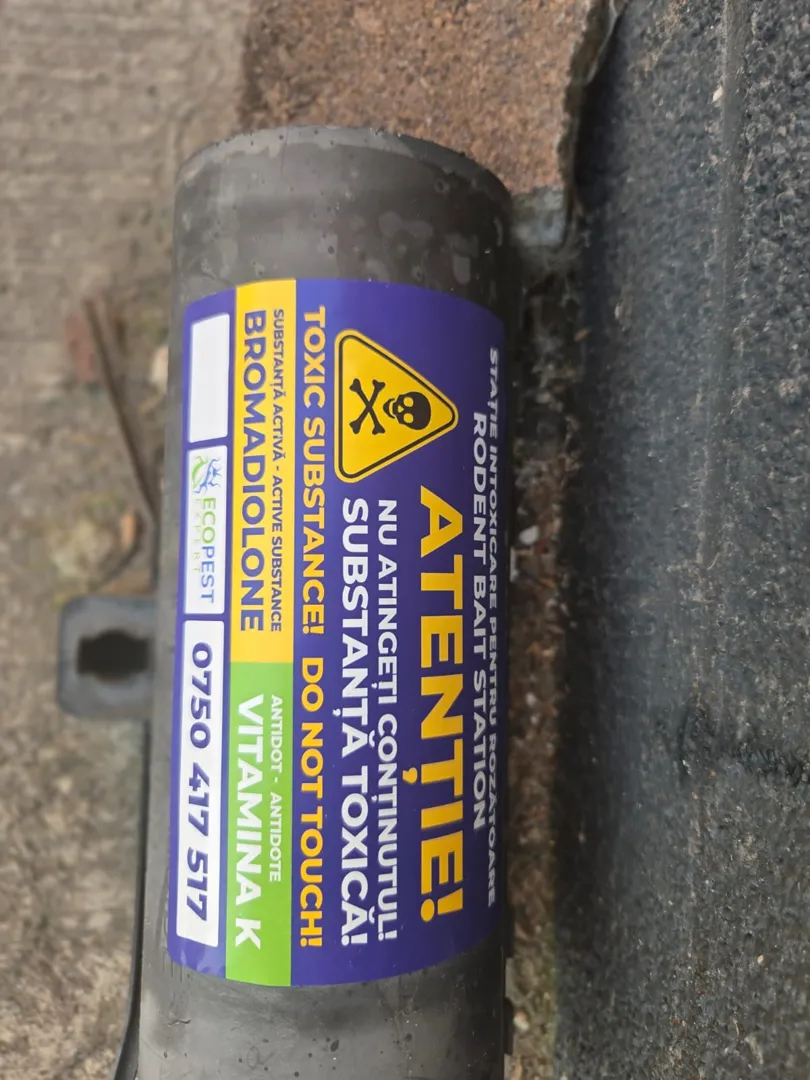 STAȚIE INTOXICARE PENTRU ROZĂTOARE
RODENT BAIT STATION
ATENȚIE!
NU ATINGEȚI CONȚINUTUL!
SUBSTANȚĂ TOXICĂ!
TOXIC SUBSTANCE! DO NOT TOUCH!
SUBSTANȚĂ ACTIVĂ - ACTIVE SUBSTANCE
BROMADIOLONE
ANTIDOT - ANTIDOTE
VITAMINA K
ECOPEST
EXPERT
0750 417 517